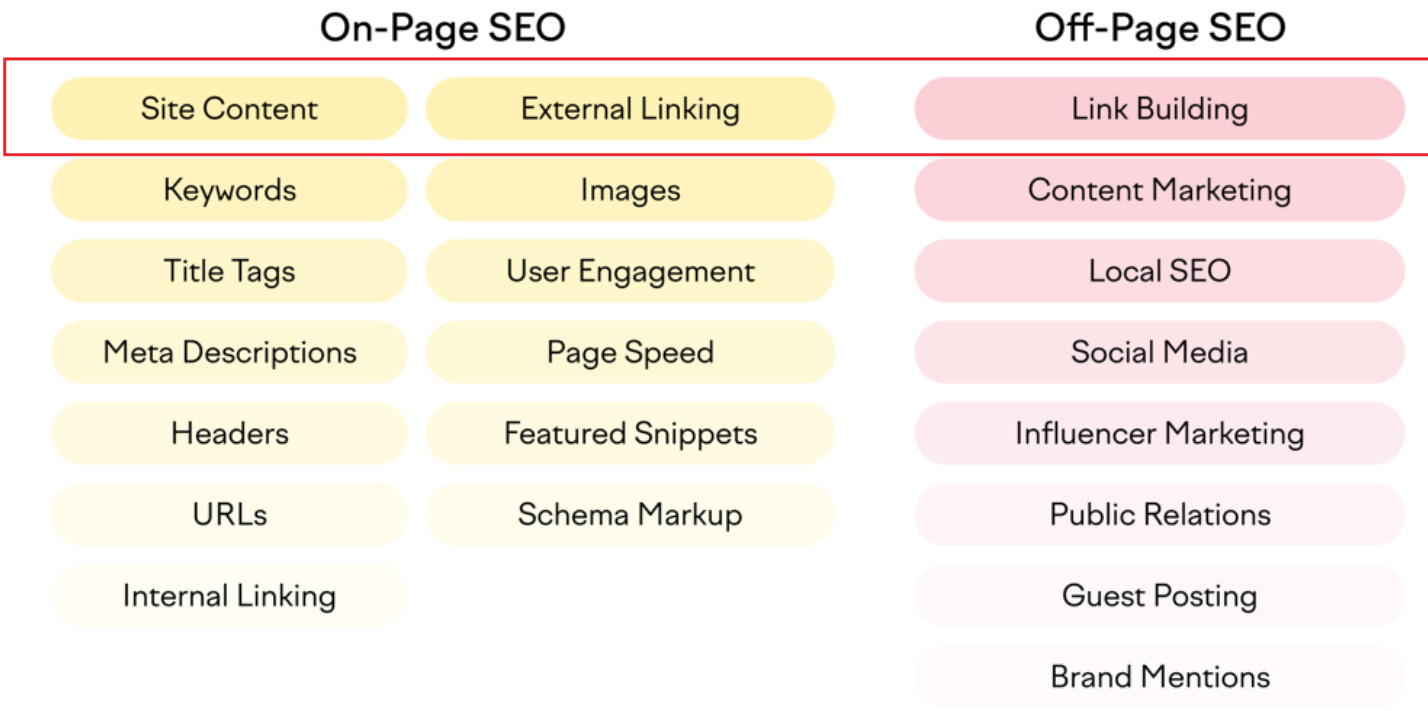 On-Page SEO
Off-Page SEO
Site Content
External Linking
Link Building
Keywords
Images
Content Marketing
Title Tags
User Engagement
Local SEO
Meta Descriptions
Page Speed
Social Media
Headers
Featured Snippets
Influencer Marketing
URLs
Schema Markup
Public Relations
Internal Linking
Guest Posting
Brand Mentions